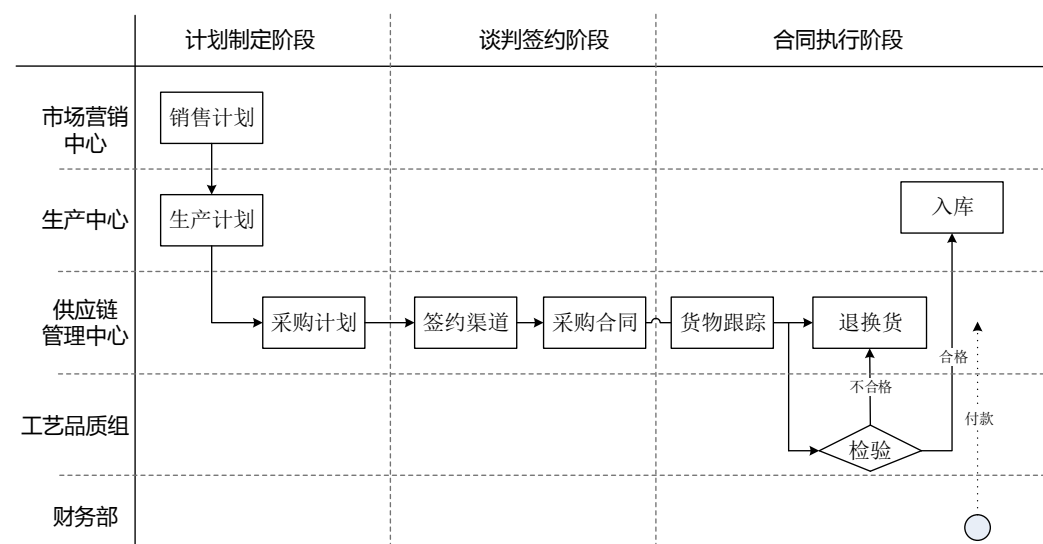 计划制定阶段
谈判签约阶段
合同执行阶段
市场营销
中心
销售计划
生产中心
生产计划
入库
供应链
管理中心
采购计划
签约渠道
采购合同
货物跟踪
退换货
合格
不合格
工艺品质组
检验
付款
财务部